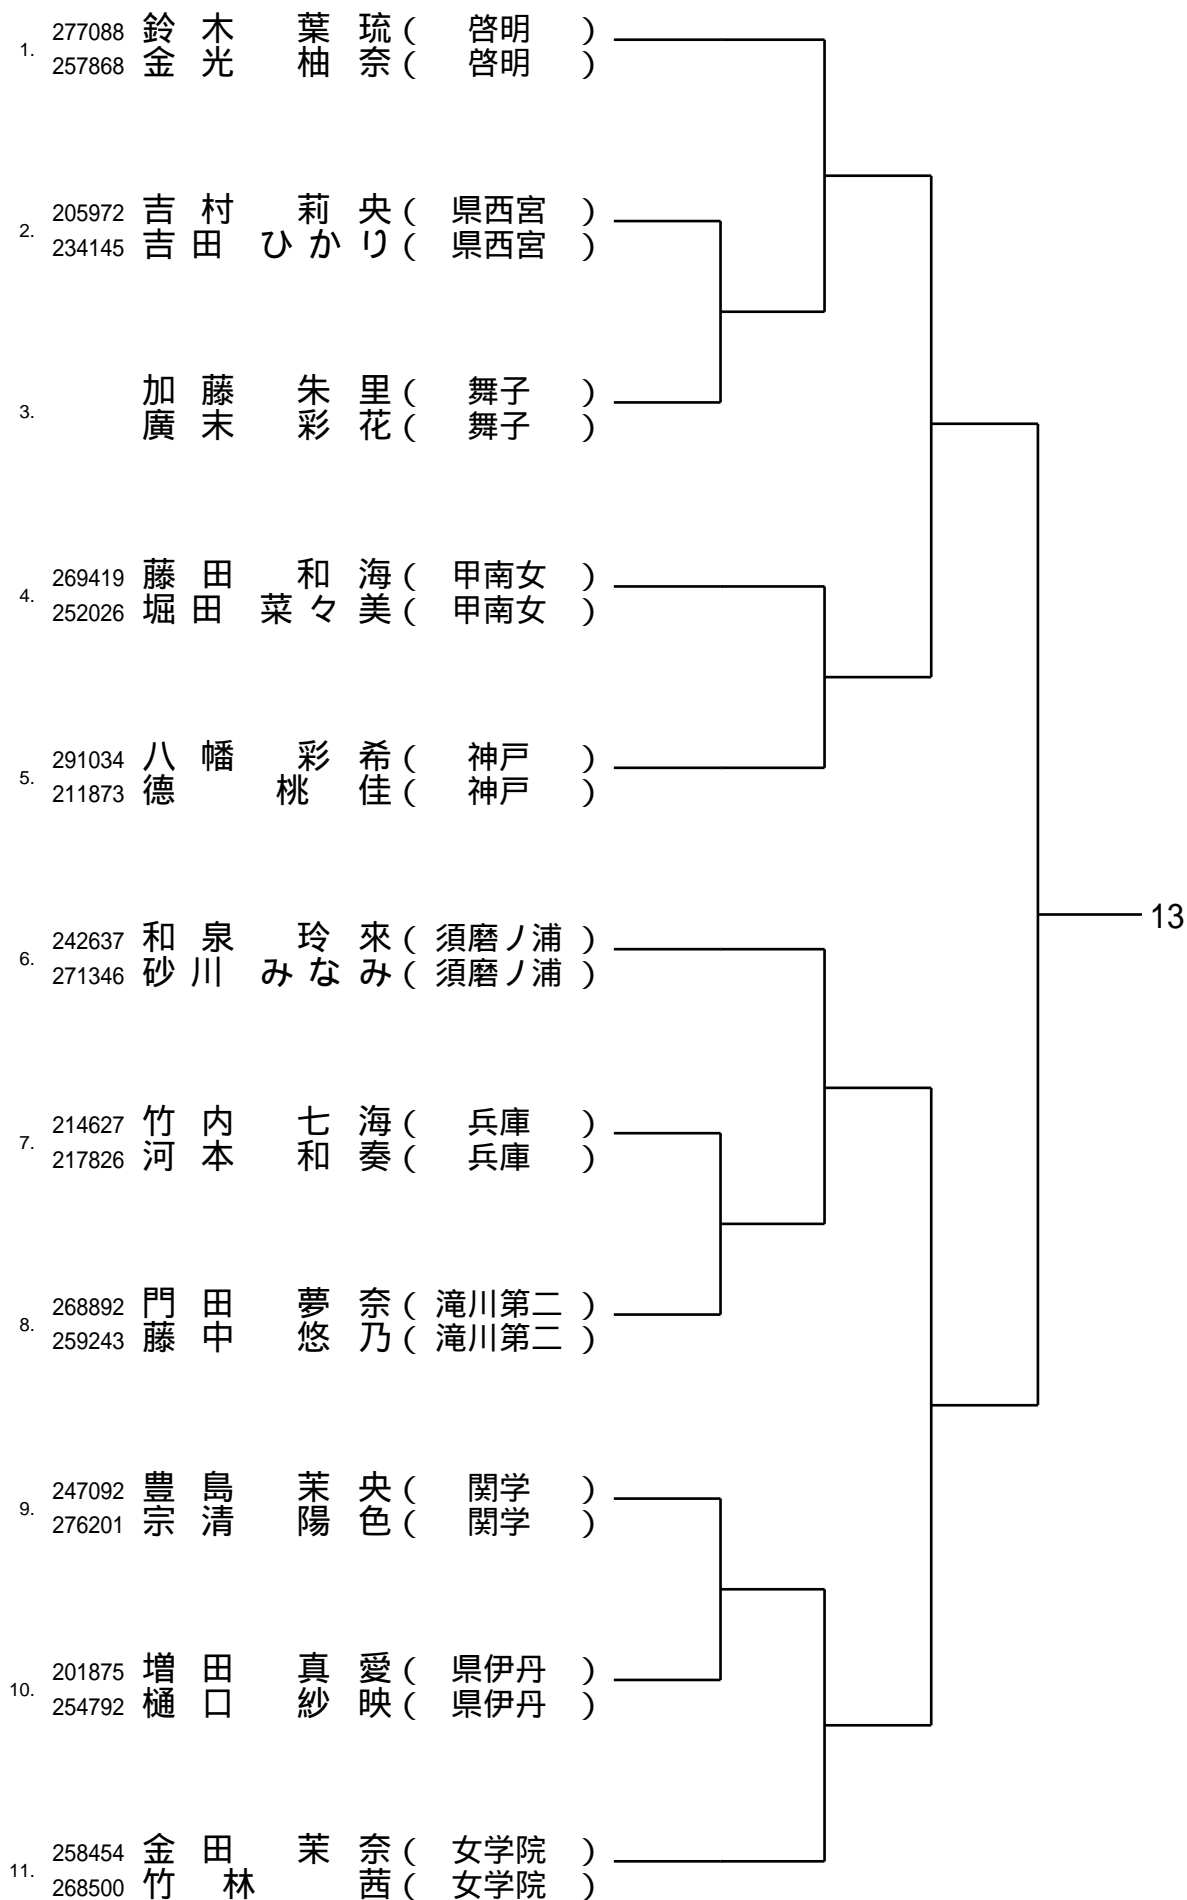 1. 277088 鈴木 葉琉 ( 啓明 )
257868 金光 柚奈 ( 啓明 )
2. 205972 吉村 莉央 ( 県西宮 )
234145 吉田 ひかり ( 県西宮 )
3. 加藤 朱里 ( 舞子 )
廣末 彩花 ( 舞子 )
4. 269419 藤田 和海 ( 甲南女 )
252026 堀田 菜々美 ( 甲南女 )
5. 291034 八幡 彩希 ( 神戸 )
211873 德 桃佳 ( 神戸 )
13
6. 242637 和泉 玲來 ( 須磨ノ浦 )
271346 砂川 みなみ ( 須磨ノ浦 )
7. 214627 竹内 七海 ( 兵庫 )
217826 河本 和奏 ( 兵庫 )
8. 268892 門田 夢奈 ( 滝川第二 )
259243 藤中 悠乃 ( 滝川第二 )
9. 247092 豊島 茉央 ( 関学 )
276201 宗清 陽色 ( 関学 )
10. 201875 増田 真愛 ( 県伊丹 )
254792 樋口 紗映 ( 県伊丹 )
11. 258454 金田 茉奈 ( 女学院 )
268500 竹林 茜 ( 女学院 )